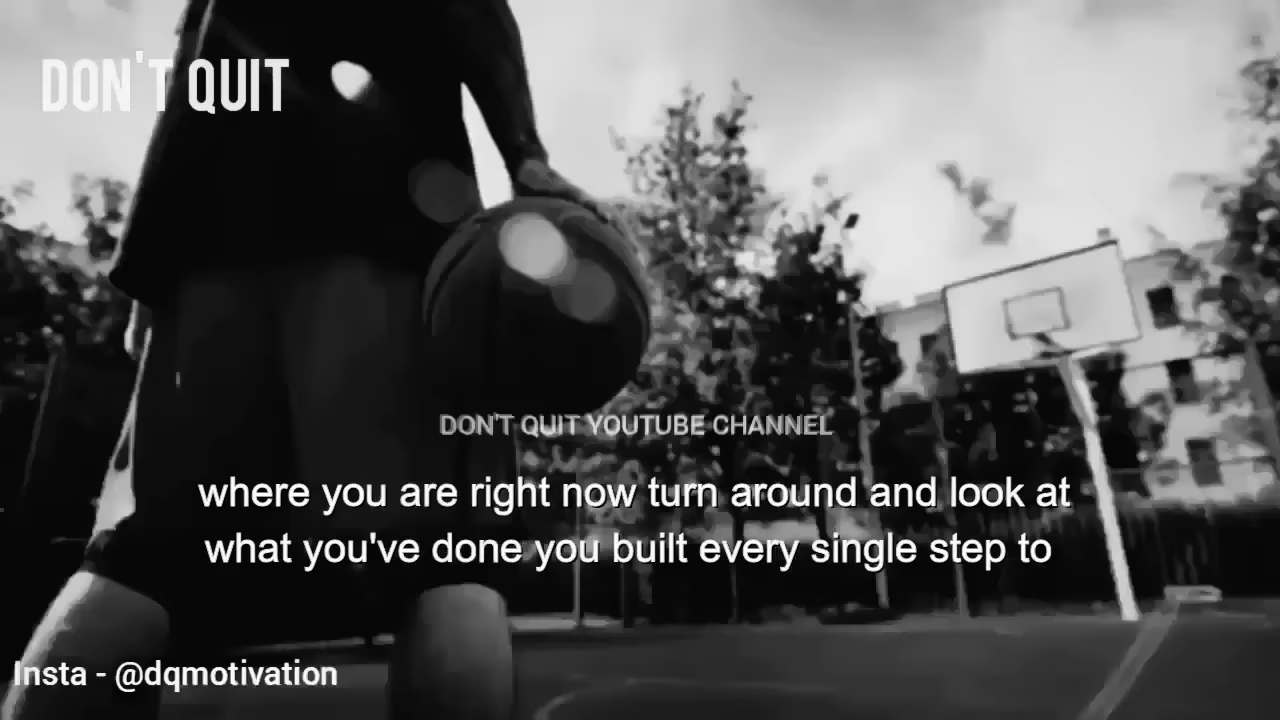 DON'T QUIT
DON'T QUIT YOUTUBE CHANNEL
where you are right now turn around and look at
what you've done you built every single step to
Insta - @dqmotivation